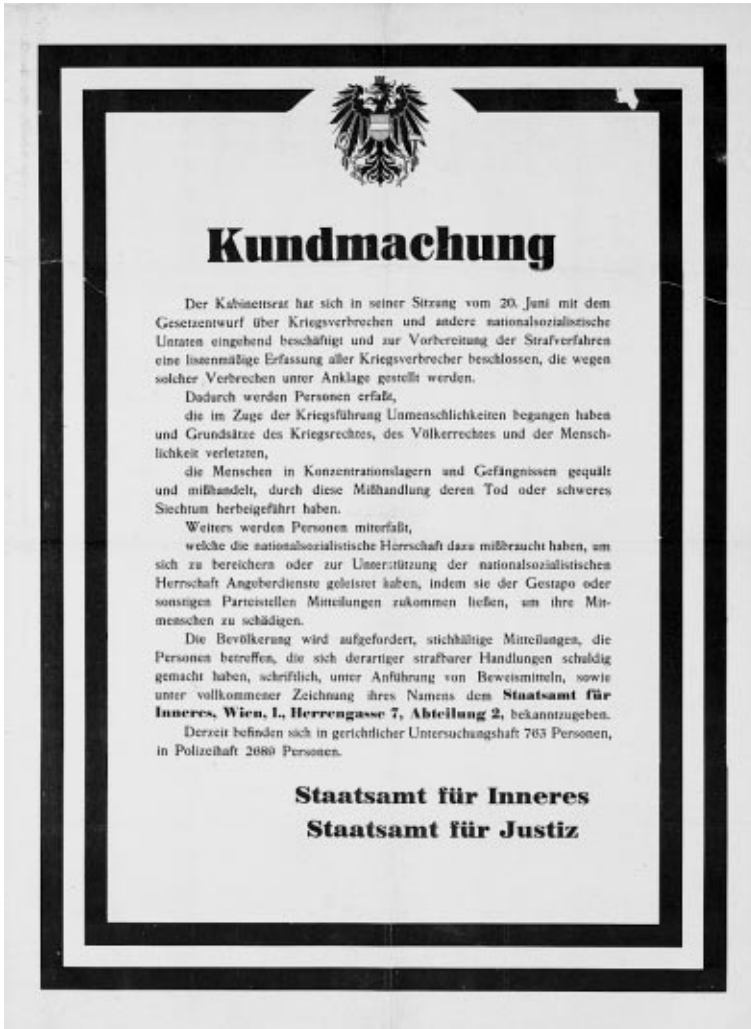 Kundmachung
Der Kabinettsrat hat sich in seiner Sitzung vom 20. Juni mit dem
Gesetzentwurf über Kriegsverbrechen und andere nationalsozialistische
Untaten eingehend beschäftigt und zur Vorbereitung der Strafverfahren
eine listenmäßige Erfassung aller Kriegsverbrecher beschlossen, die wegen
solcher Verbrechen unter Anklage gestellt werden.
Dadurch werden Personen erfaßt,
die im Zuge der Kriegsführung Unmenschlichkeiten begangen haben
und Grundsätze des Kriegsrechtes, des Völkerrechtes und der Mensch-
lichkeit verletzten,
die Menschen in Konzentrationslagern und Gefängnissen gequält
und mißhandelt, durch diese Mißhandlung deren Tod oder schweres
Siechtum herbeigeführt haben.
Weiters werden Personen miterfaßt,
welche die nationalsozialistische Herrschaft dazu mißbraucht haben, um
sich zu bereichern oder zur Unterstützung der nationalsozialistischen
Herrschaft Angeberdienste geleistet haben, indem sie der Gestapo oder
sonstigen Parteistellen Mitteilungen zukommen ließen, um ihre Mit-
menschen zu schädigen.
Die Bevölkerung wird aufgefordert, stichhältige Mitteilungen, die
Personen betreffen, die sich derartiger strafbarer Handlungen schuldig
gemacht haben, schriftlich, unter Anführung von Beweismitteln, sowie
unter vollkommener Zeichnung ihres Namens dem Staatsamt für
Inneres, Wien, I., Herrengasse 7, Abteilung 2, bekanntzugeben.
Derzeit befinden sich in gerichtlicher Untersuchungshaft 763 Personen,
in Polizeihaft 2689 Personen.
Staatsamt für Inneres
Staatsamt für Justiz